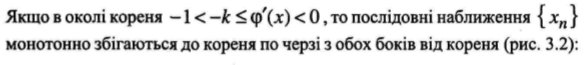 Якщо в околі кореня −1<−k≤φ′(x)<0, то послідовні наближення {xₙ}
монотонно збігаються до кореня по черзі з обох боків від кореня (рис. 3.2):